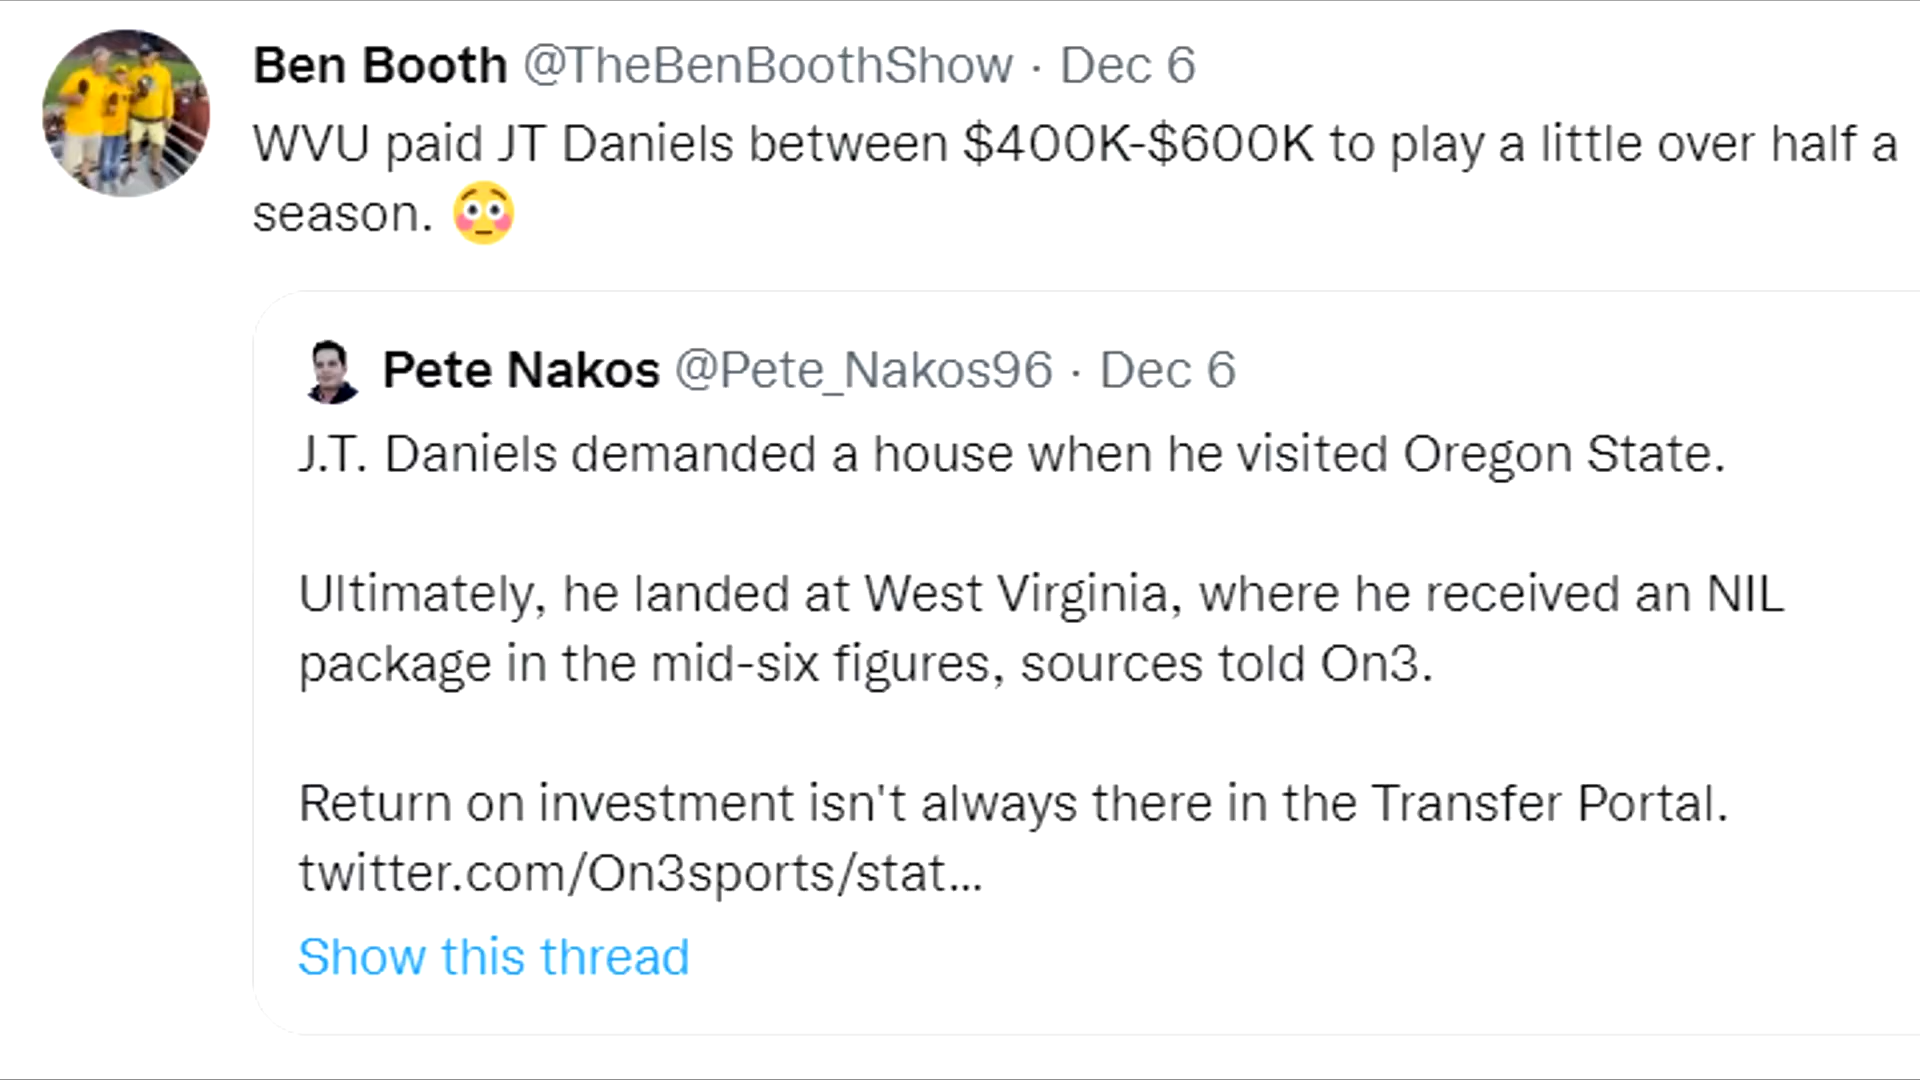 Ben Booth @TheBenBoothShow · Dec 6
WVU paid JT Daniels between $400K-$600K to play a little over half a
season. 😳
Pete Nakos @Pete_Nakos96 · Dec 6
J.T. Daniels demanded a house when he visited Oregon State.
Ultimately, he landed at West Virginia, where he received an NIL
package in the mid-six figures, sources told On3.
Return on investment isn't always there in the Transfer Portal.
twitter.com/On3sports/stat...
Show this thread